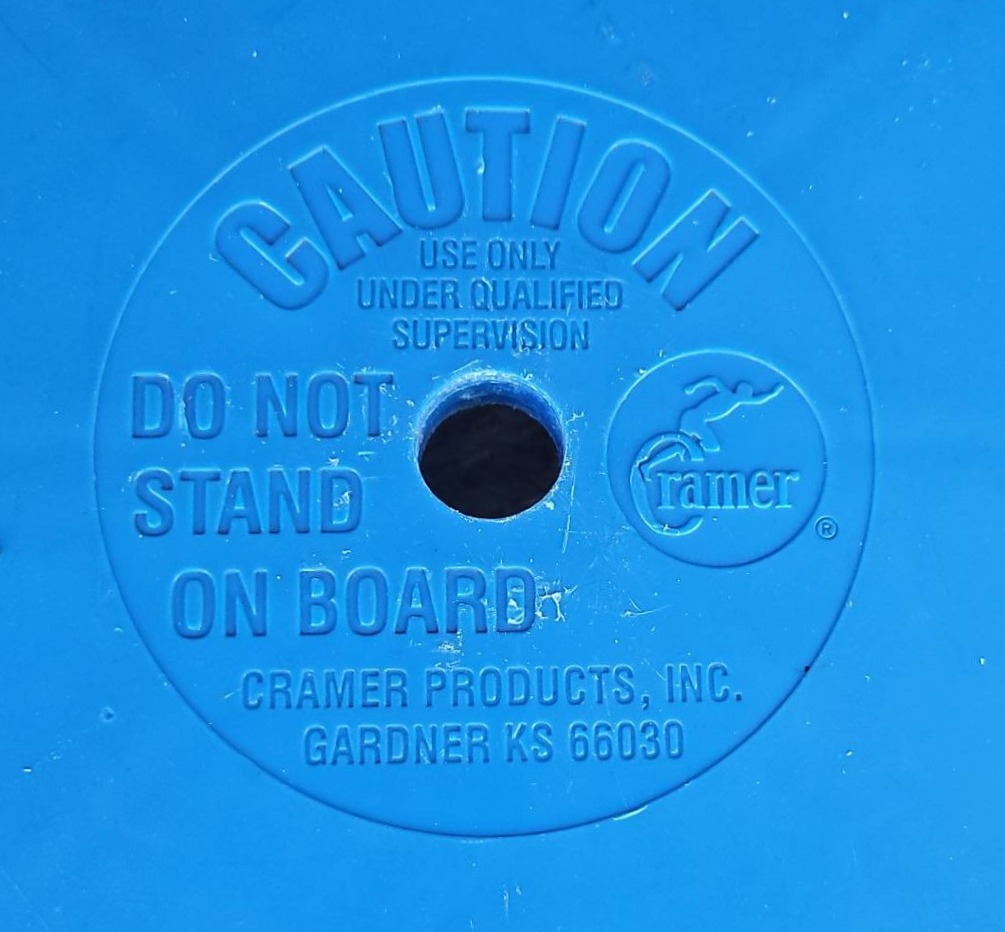 CAUTION
USE ONLY
UNDER QUALIFIED
SUPERVISION
DO NOT
STAND
ON BOARD
Cramer
®
CRAMER PRODUCTS, INC.
GARDNER KS 66030